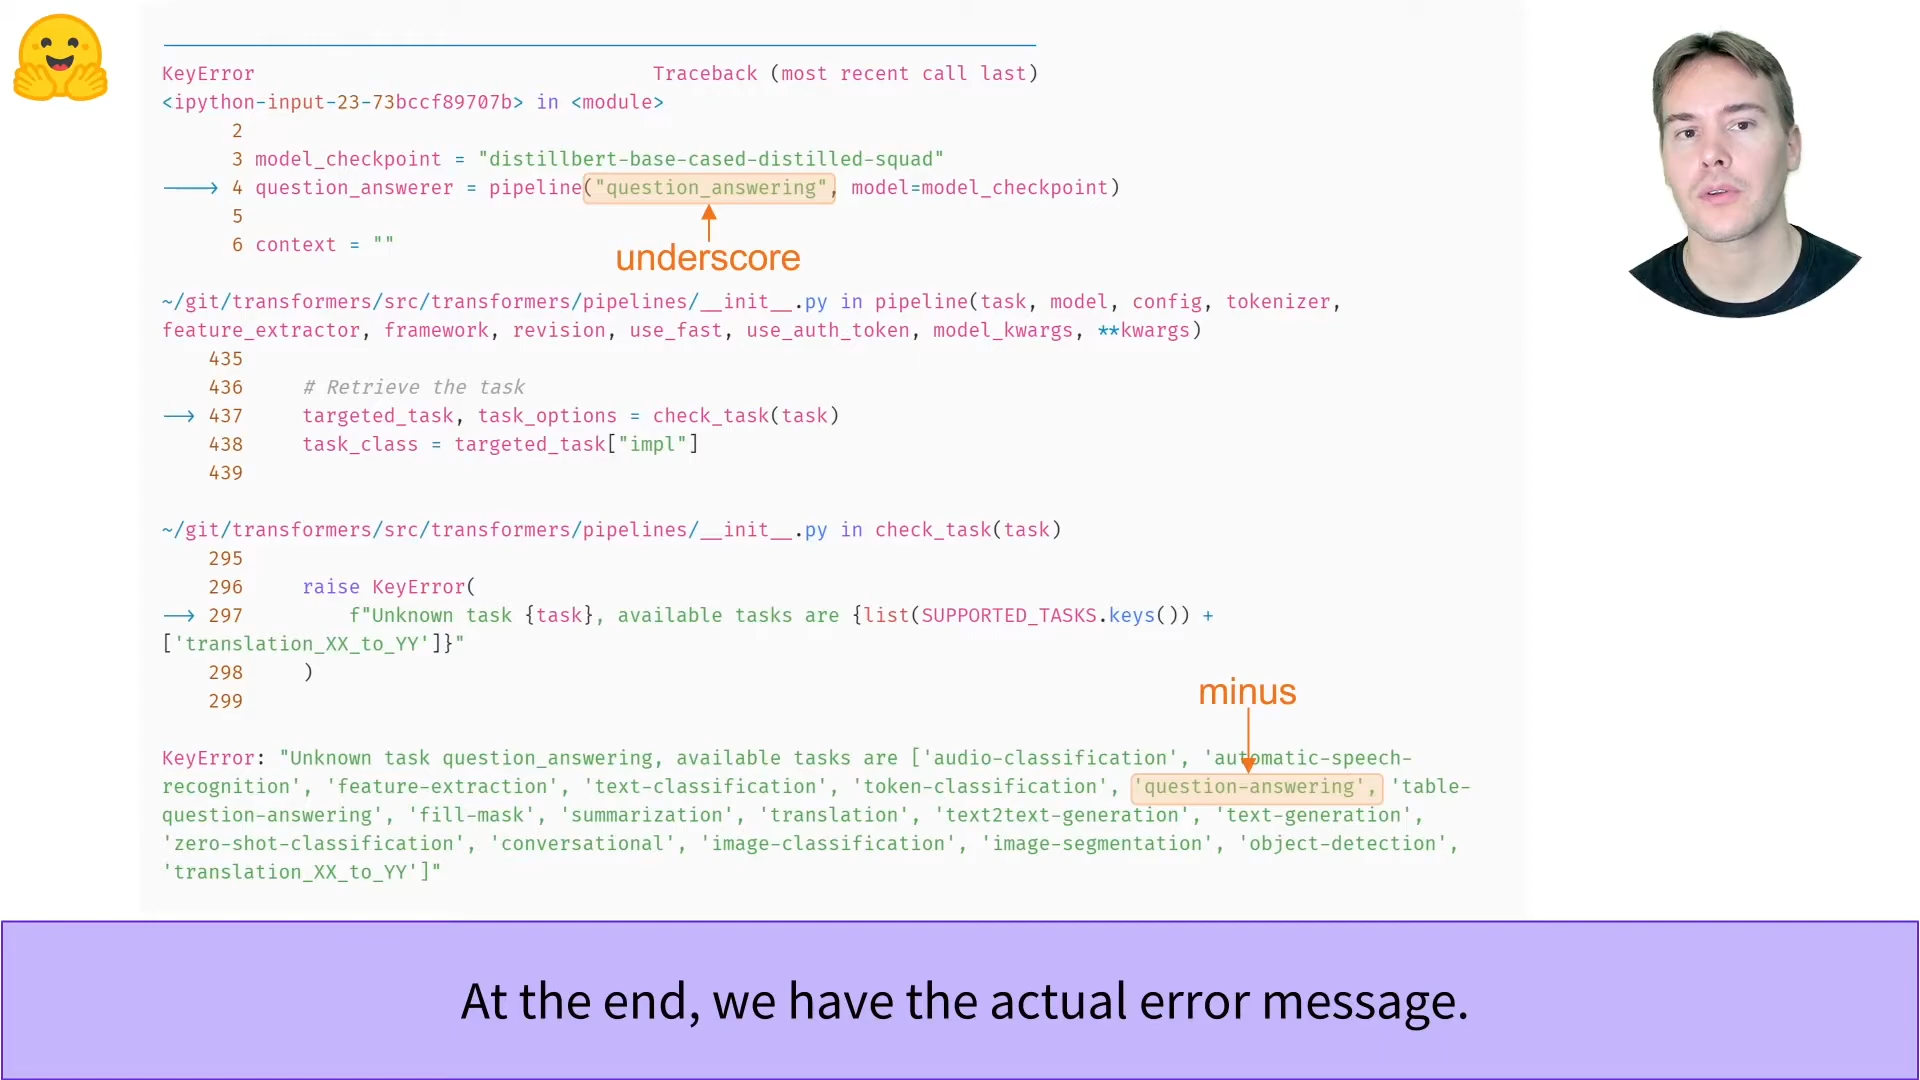 KeyError Traceback (most recent call last)
<ipython-input-23-73bccf89707b> in <module>
2
3 model_checkpoint = "distillbert-base-cased-distilled-squad"
4 question_answerer = pipeline("question_answering", model=model_checkpoint)
5
underscore
6 context = ""
~/git/transformers/src/transformers/pipelines/__init__.py in pipeline(task, model, config, tokenizer,
feature_extractor, framework, revision, use_fast, use_auth_token, model_kwargs, **kwargs)
435
436 # Retrieve the task
437 targeted_task, task_options = check_task(task)
438 task_class = targeted_task["impl"]
439
~/git/transformers/src/transformers/pipelines/__init__.py in check_task(task)
295
296 raise KeyError(
297 f"Unknown task {task}, available tasks are {list(SUPPORTED_TASKS.keys()) +
['translation_XX_to_YY']}"
298 )
299
minus
KeyError: "Unknown task question_answering, available tasks are ['audio-classification', 'automatic-speech-
recognition', 'feature-extraction', 'text-classification', 'token-classification', 'question-answering', 'table-
question-answering', 'fill-mask', 'summarization', 'translation', 'text2text-generation', 'text-generation',
'zero-shot-classification', 'conversational', 'image-classification', 'image-segmentation', 'object-detection',
'translation_XX_to_YY']"
At the end, we have the actual error message.